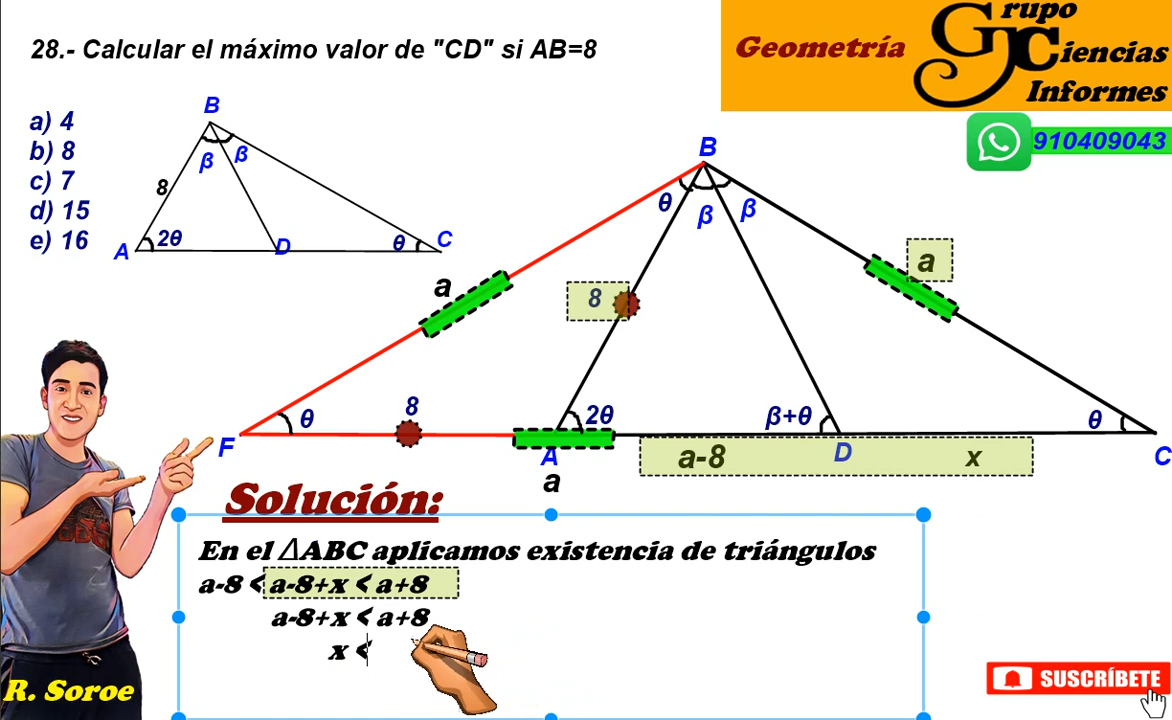 28.- Calcular el máximo valor de "CD" si AB=8
Geometría
Grupo
Ciencias
Informes
910409043
a) 4
b) 8
c) 7
d) 15
e) 16
B
β β
8
A 2θ D θ C
B
θ β β
a
a
8
8
F θ 2θ β+θ θ
A a-8 D x C
a
Solución:
En el △ABC aplicamos existencia de triángulos
a-8 < a-8+x < a+8
a-8+x < a+8
x <
R. Soroe
SUSCRÍBETE